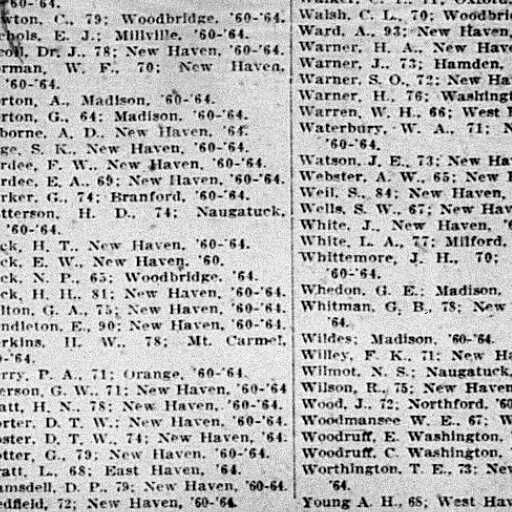 '60-'64.
wton, C., 79; Woodbridge, '60-'64.
chols, E. J.; Millville, '60-'64.
Dr. J., 78; New Haven, '60-'64.
rman, W. F., 70; New Haven,
'60-'64.
rton, A., Madison, '60-'64.
rton, G., 64; Madison, '60-'64.
borne, A. D., New Haven, '64.
ge, S. K., New Haven, '60-'64.
rdee, F. W., New Haven, '60-'64.
rdee, E. A., 69; New Haven, '60-'64.
rker, G., 74; Branford, '60-'64.
tterson, H. D., 74; Naugatuck,
'60-'64.
ck, H. T., New Haven, '60-'64.
ck, E. W., New Haven, '60.
ck, N. P., 65; Woodbridge, '64.
ck, H. H., 81; New Haven, '60-'64.
lton, G. A., 75; New Haven, '60-'64.
ndleton, E., 90; New Haven, '60-'64.
rkins, H. W., 78; Mt. Carmel,
-'64.
rry, P. A., 71; Orange, '60-'64.
erson, G. W., 71; New Haven, '60-'64
att, H. N., 78; New Haven, '60-'64.
rter, D. T. W.; New Haven, '60-'64.
ster, D. T. W., 74; New Haven, '64.
tter, G., 79; New Haven. '60-'64.
ratt, L., 68; East Haven, '64.
amsdell, D. P., 79; New Haven, '60-64.
edfield, 72; New Haven, '60-'64.
Walsh, C. L., 70; Woodbri
Ward, A., 93; New Haven,
Warner, H. A., New Have
Warner, J., 73; Hamden,
Warner, S. O., 72; New Ha
Warner, H., 76; Washingt
Warren, W. H., 66; West
Waterbury, W. A., 71; N
'60-'64.
Watson, J. E., 73; New Ha
Webster, A. W., 65; New
Weil, S., 84; New Haven,
Wells, S. W., 67; New Hav
White, J., New Haven, '6
White, L. A., 77; Milford,
Whittemore, J. H., 70;
'60-'64.
Whedon, G. E.; Madison,
Whitman, G. B., 78; New
'64.
Wildes; Madison, '60-'64.
Willey, F. K., 71; New Ha
Wilmot, N. S.; Naugatuck,
Wilson, R., 75; New Haven
Wood, J., 72; Northford, '60
Woodmansee W. E., 67; W
Woodruff, E. Washington,
Woodruff, C. Washington,
Worthington, T. E., 73; New
'64.
Young A. H., 68; West Hav